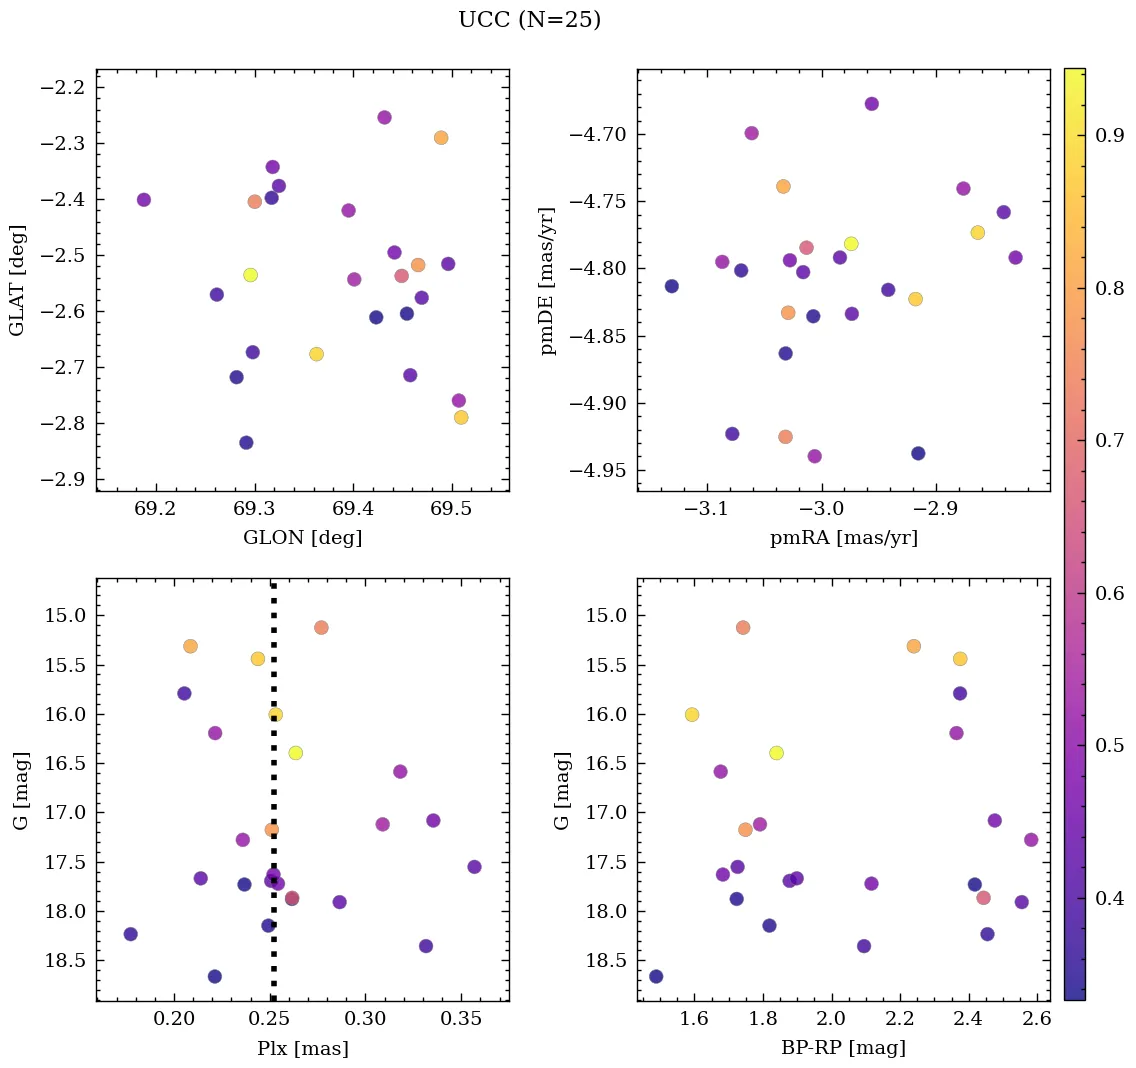 UCC (N=25)
−2.2
−2.3
−2.4
−2.5
−2.6
−2.7
−2.8
−2.9
GLAT [deg]
69.2 69.3 69.4 69.5
GLON [deg]
−4.70
−4.75
−4.80
−4.85
−4.90
−4.95
pmDE [mas/yr]
−3.1 −3.0 −2.9
pmRA [mas/yr]
15.0
15.5
16.0
16.5
17.0
17.5
18.0
18.5
G [mag]
0.20 0.25 0.30 0.35
Plx [mas]
15.0
15.5
16.0
16.5
17.0
17.5
18.0
18.5
G [mag]
1.6 1.8 2.0 2.2 2.4 2.6
BP-RP [mag]
0.9
0.8
0.7
0.6
0.5
0.4